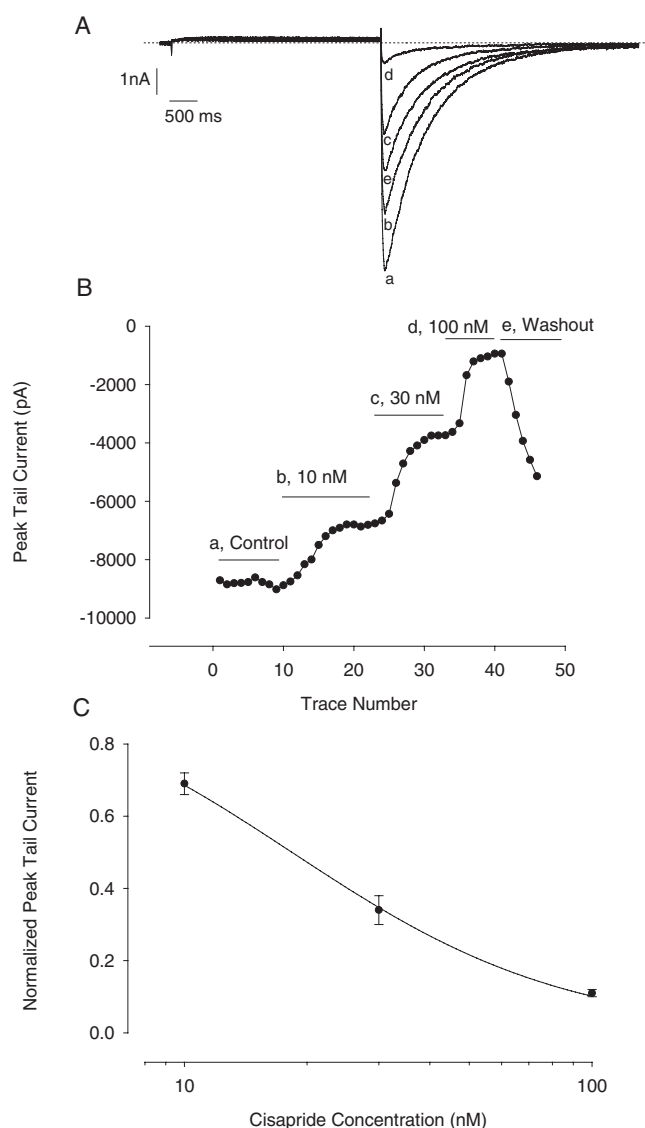 A
1nA
500 ms
d
c
e
b
a
B
d, 100 nM
e, Washout
c, 30 nM
b, 10 nM
a, Control
Peak Tail Current (pA)
0
-2000
-4000
-6000
-8000
-10000
0 10 20 30 40 50
Trace Number
C
Normalized Peak Tail Current
0.8
0.6
0.4
0.2
0.0
10 100
Cisapride Concentration (nM)